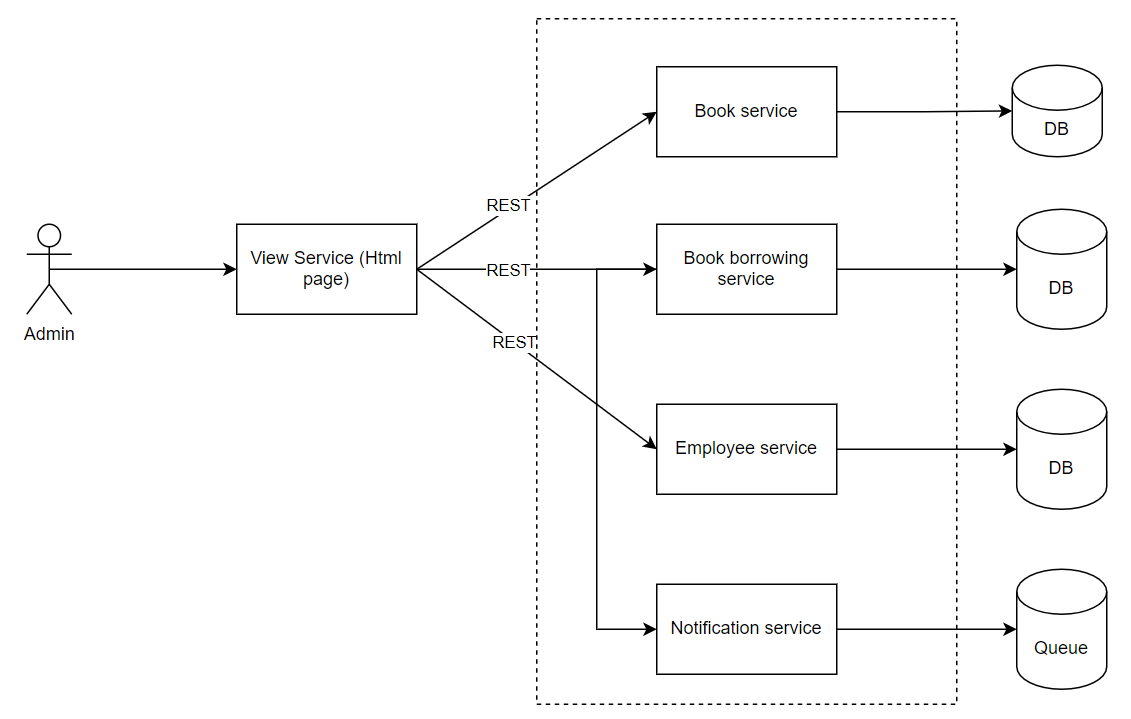 Book service
DB
REST
View Service (Html
page)
REST
Book borrowing
service
DB
Admin
REST
Employee service
DB
Notification service
Queue